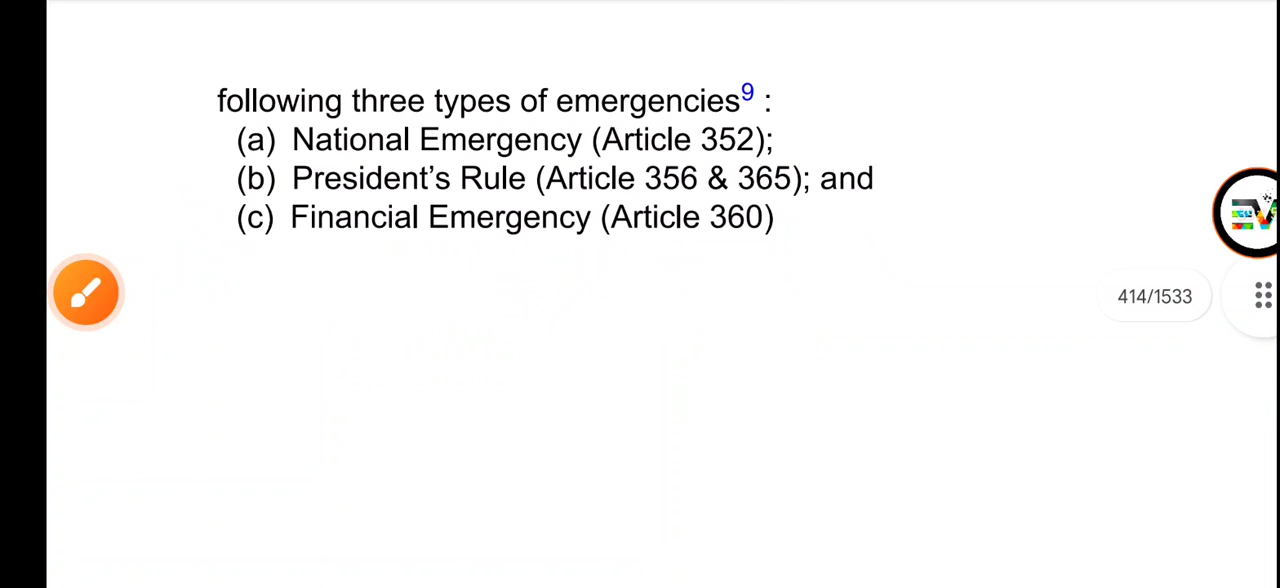 following three types of emergencies9 :
(a) National Emergency (Article 352);
(b) President’s Rule (Article 356 & 365); and
(c) Financial Emergency (Article 360)
EV
414/1533